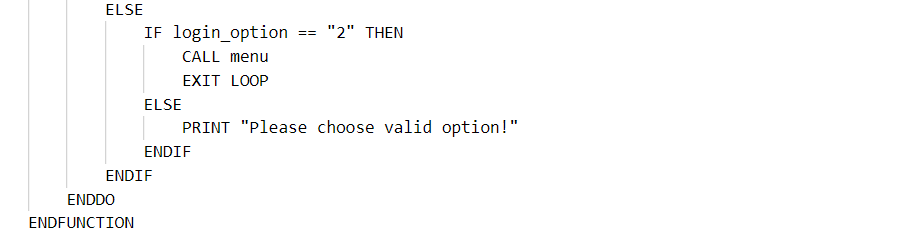 ELSE
IF login_option == "2" THEN
CALL menu
EXIT LOOP
ELSE
PRINT "Please choose valid option!"
ENDIF
ENDIF
ENDDO
ENDFUNCTION